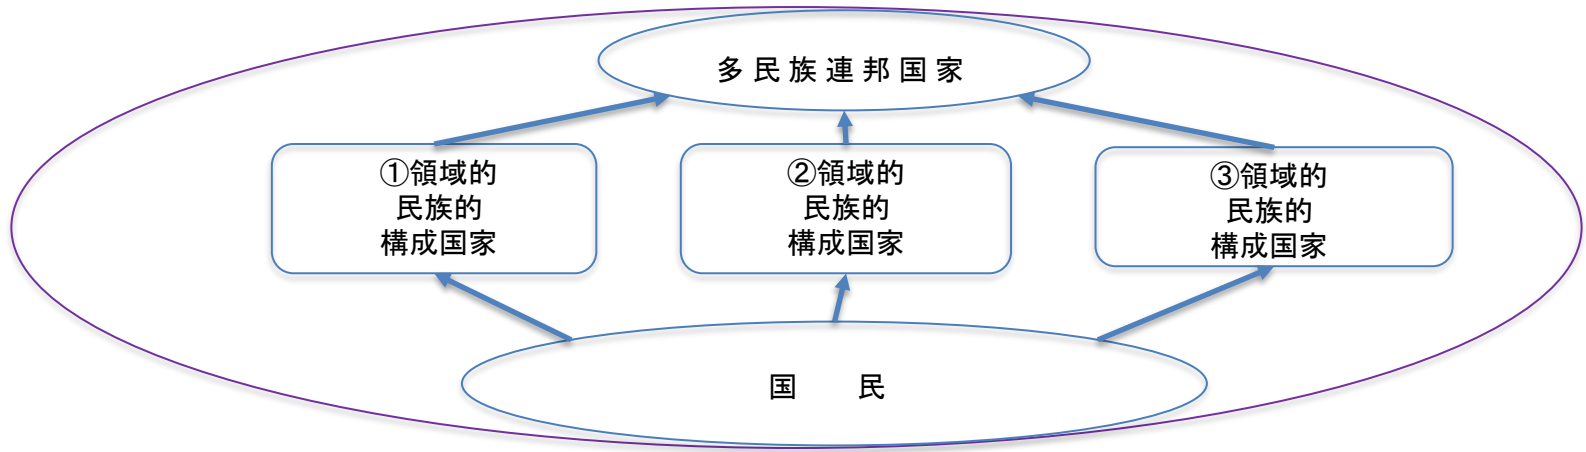 多民族連邦国家
①領域的
民族的
構成国家
②領域的
民族的
構成国家
③領域的
民族的
構成国家
国　　民